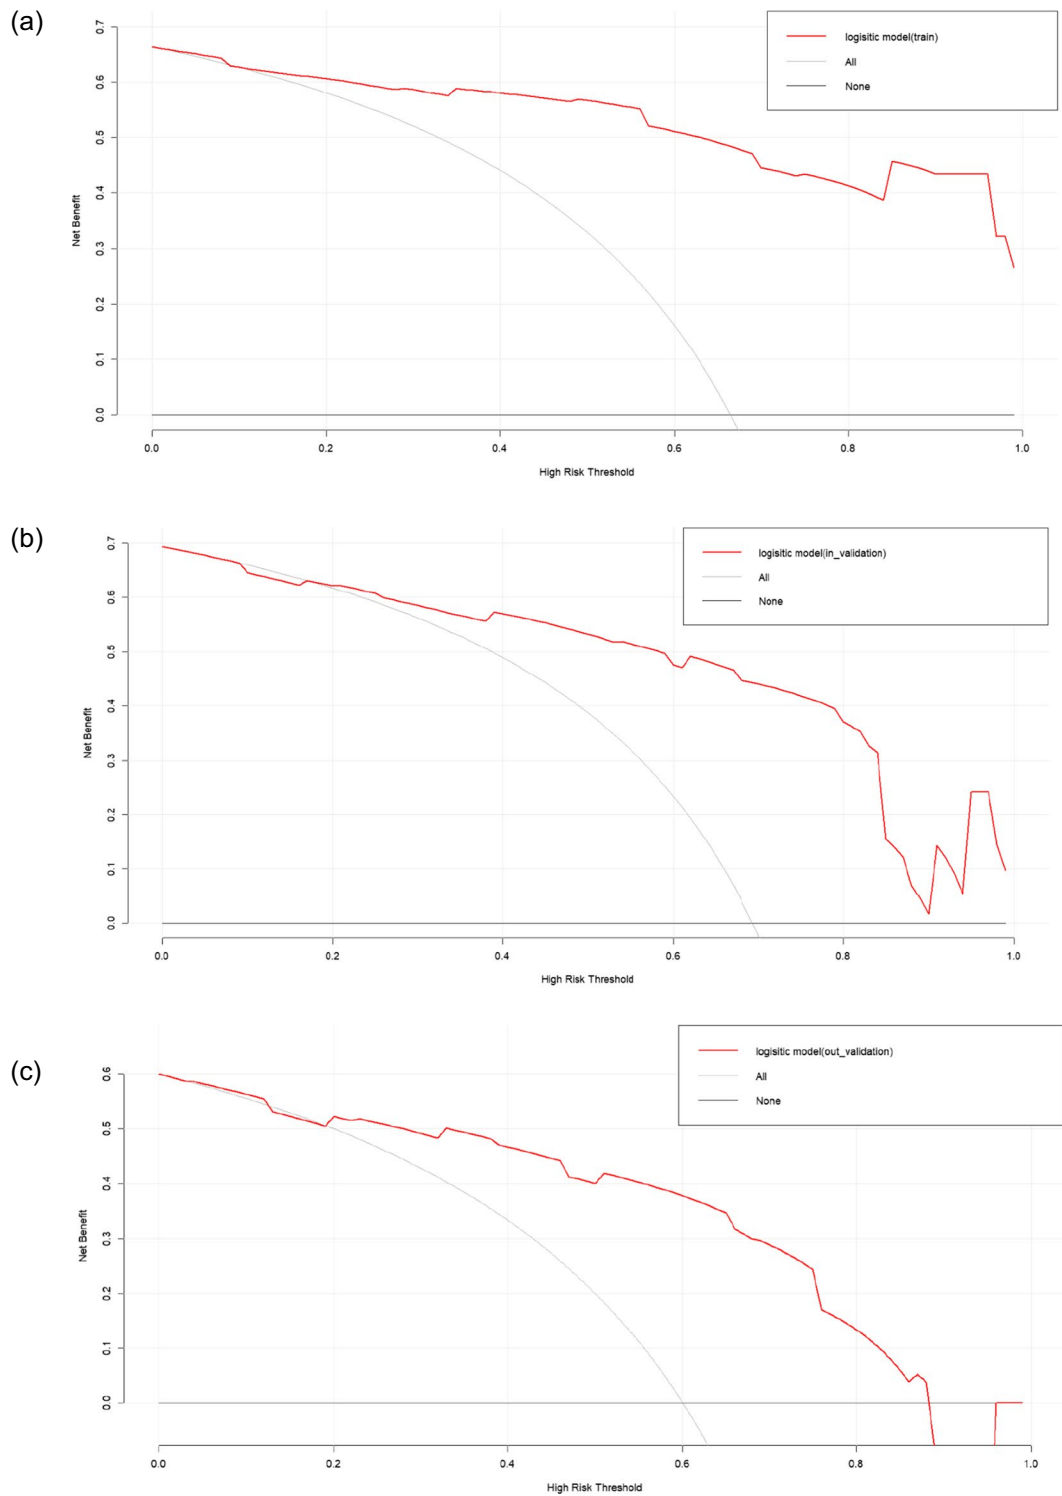 (a)
logisitic model(train)
All
None
Net Benefit
0.7
0.6
0.5
0.4
0.3
0.2
0.1
0.0
0.0 0.2 0.4 0.6 0.8 1.0
High Risk Threshold
(b)
logisitic model(in_validation)
All
None
Net Benefit
0.7
0.6
0.5
0.4
0.3
0.2
0.1
0.0
0.0 0.2 0.4 0.6 0.8 1.0
High Risk Threshold
(c)
logisitic model(out_validation)
All
None
Net Benefit
0.6
0.5
0.4
0.3
0.2
0.1
0.0
0.0 0.2 0.4 0.6 0.8 1.0
High Risk Threshold